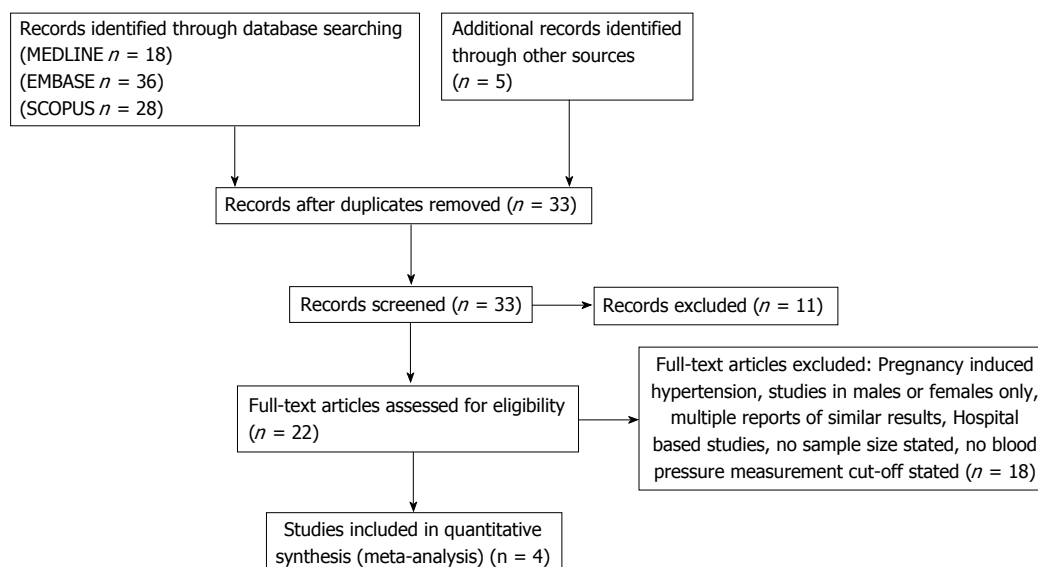 Records identified through database searching
(MEDLINE n = 18)
(EMBASE n = 36)
(SCOPUS n = 28)
Additional records identified
through other sources
(n = 5)
Records after duplicates removed (n = 33)
Records screened (n = 33)
Records excluded (n = 11)
Full-text articles assessed for eligibility
(n = 22)
Full-text articles excluded: Pregnancy induced
hypertension, studies in males or females only,
multiple reports of similar results, Hospital
based studies, no sample size stated, no blood
pressure measurement cut-off stated (n = 18)
Studies included in quantitative
synthesis (meta-analysis) (n = 4)